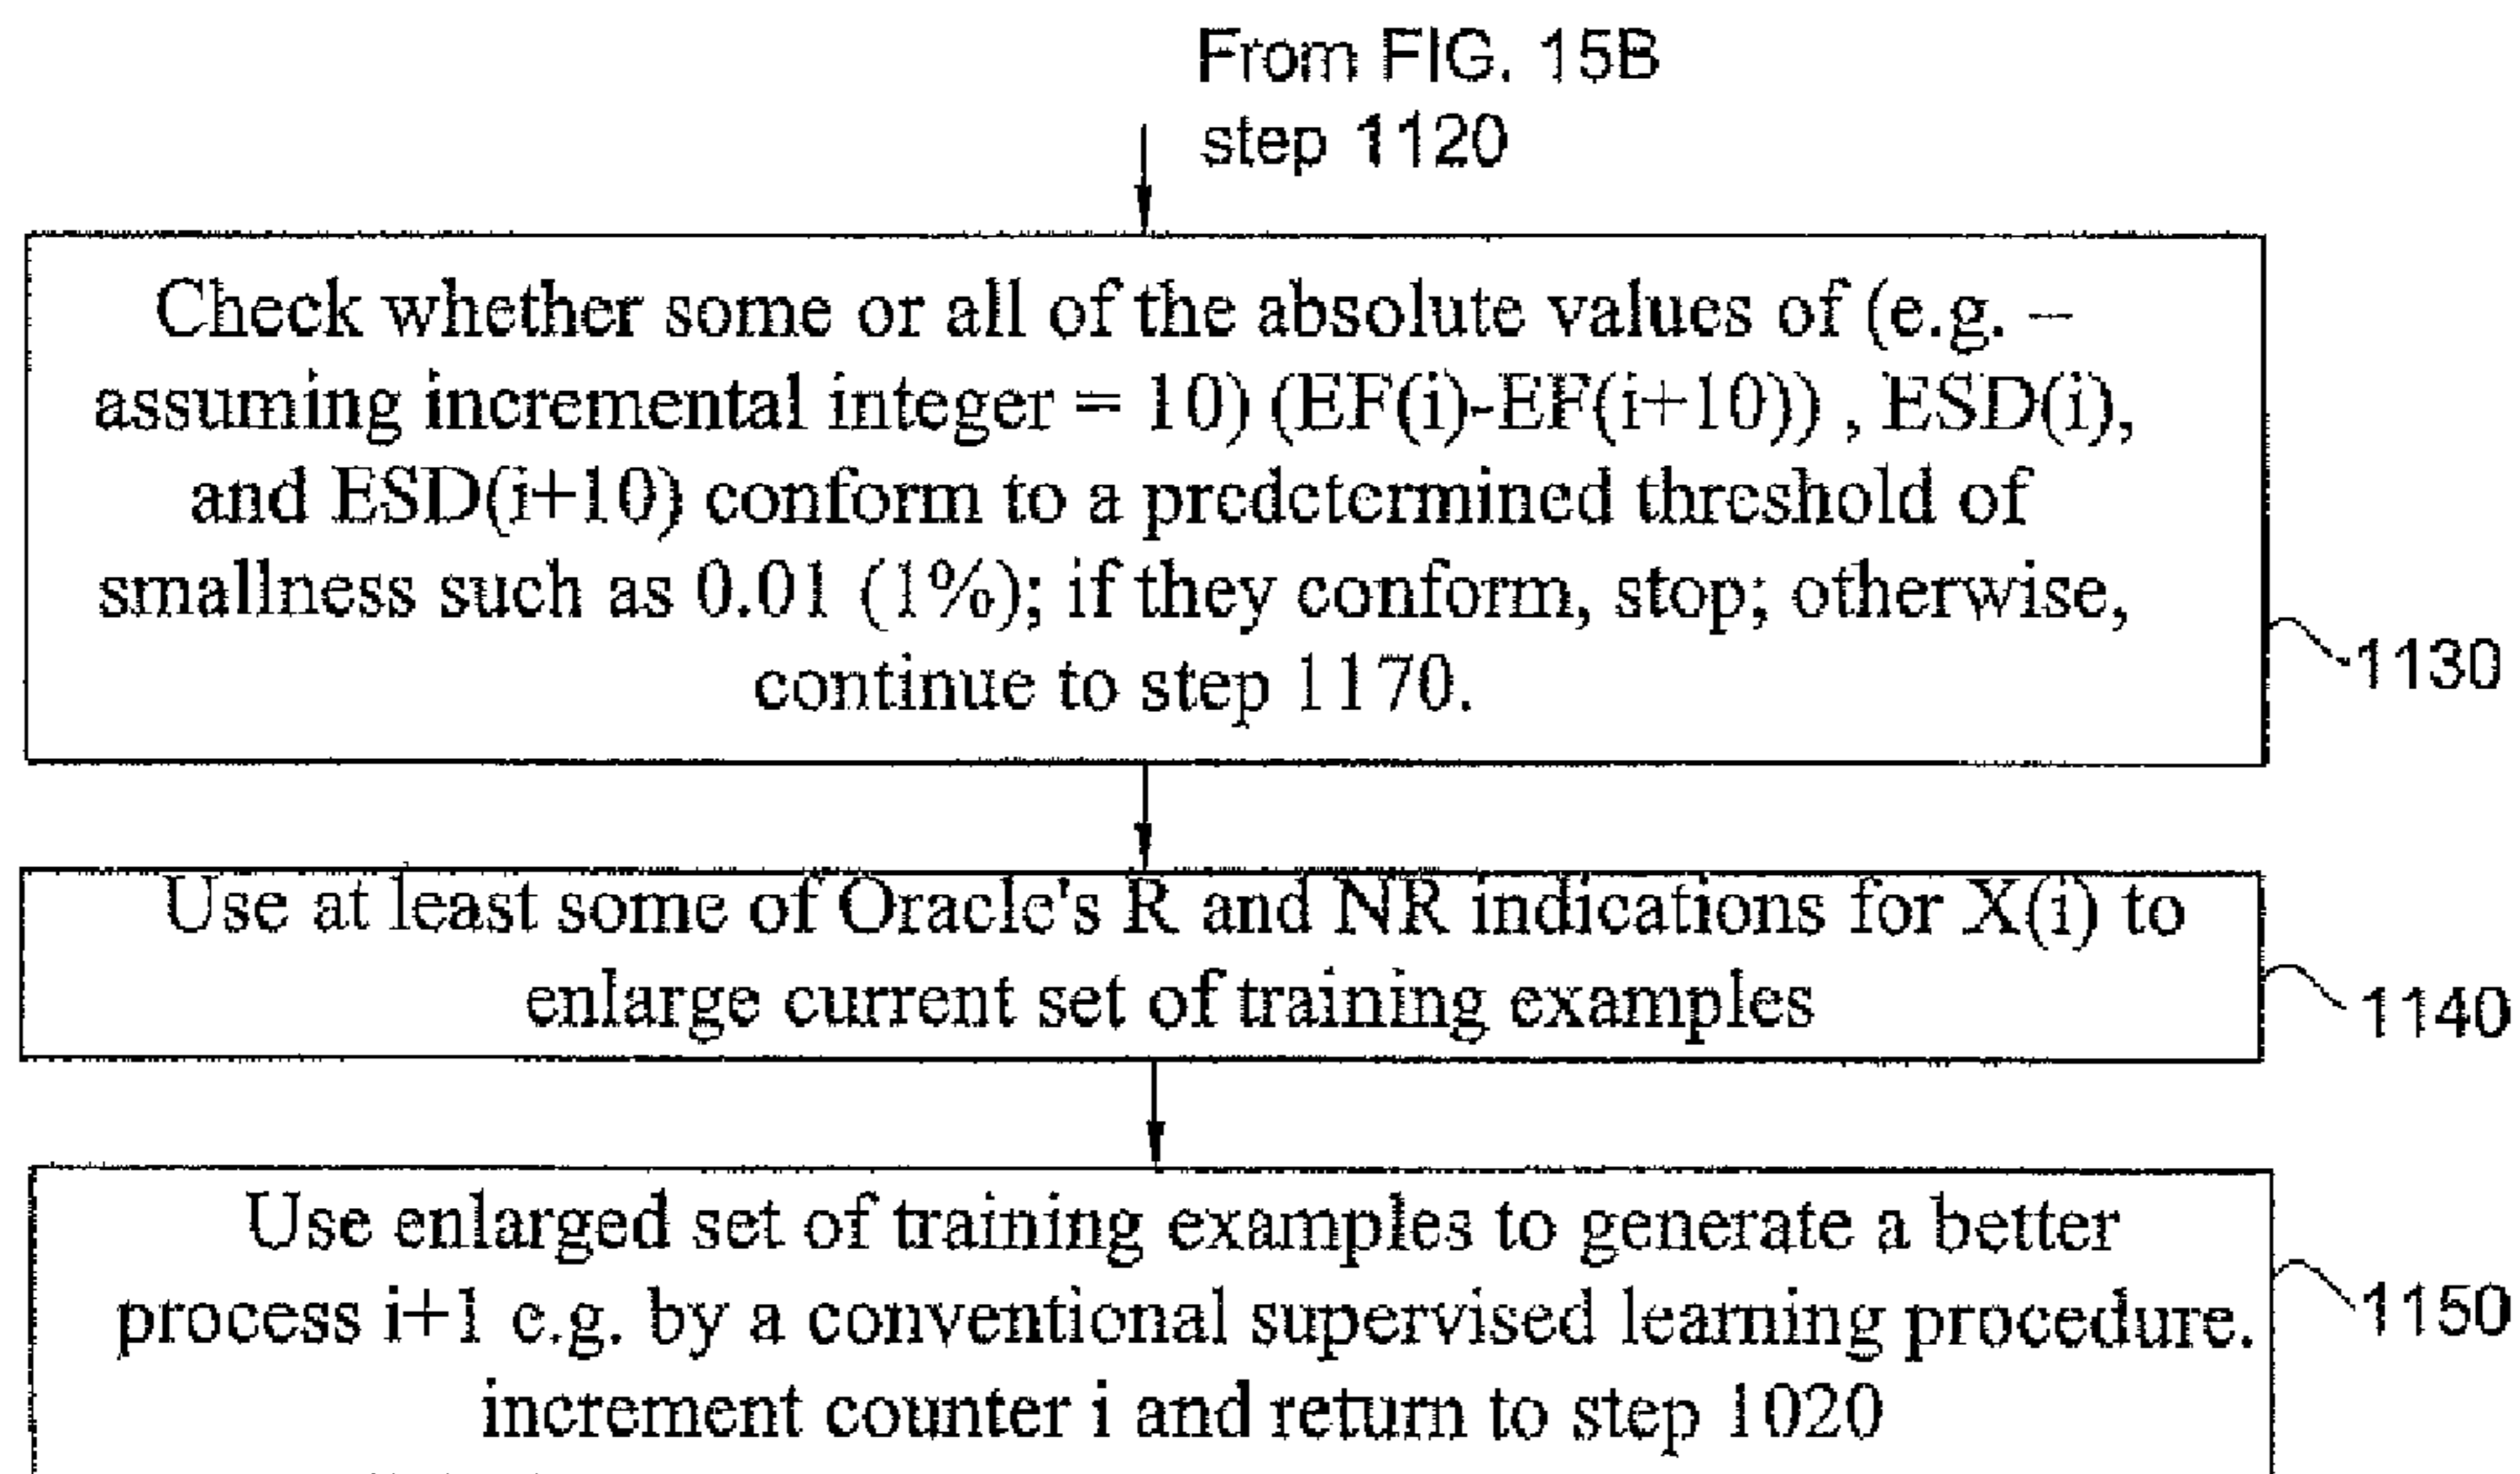 From FIG. 15B
step 1120
Check whether some or all of the absolute values of (e.g. –
assuming incremental integer = 10) (EF(i)-EF(i+10)) , ESD(i),
and ESD(i+10) conform to a predetermined threshold of
smallness such as 0.01 (1%); if they conform, stop; otherwise,
continue to step 1170.
1130
Use at least some of Oracle's R and NR indications for X(i) to
enlarge current set of training examples
1140
Use enlarged set of training examples to generate a better
process i+1 e.g. by a conventional supervised learning procedure.
increment counter i and return to step 1020
1150